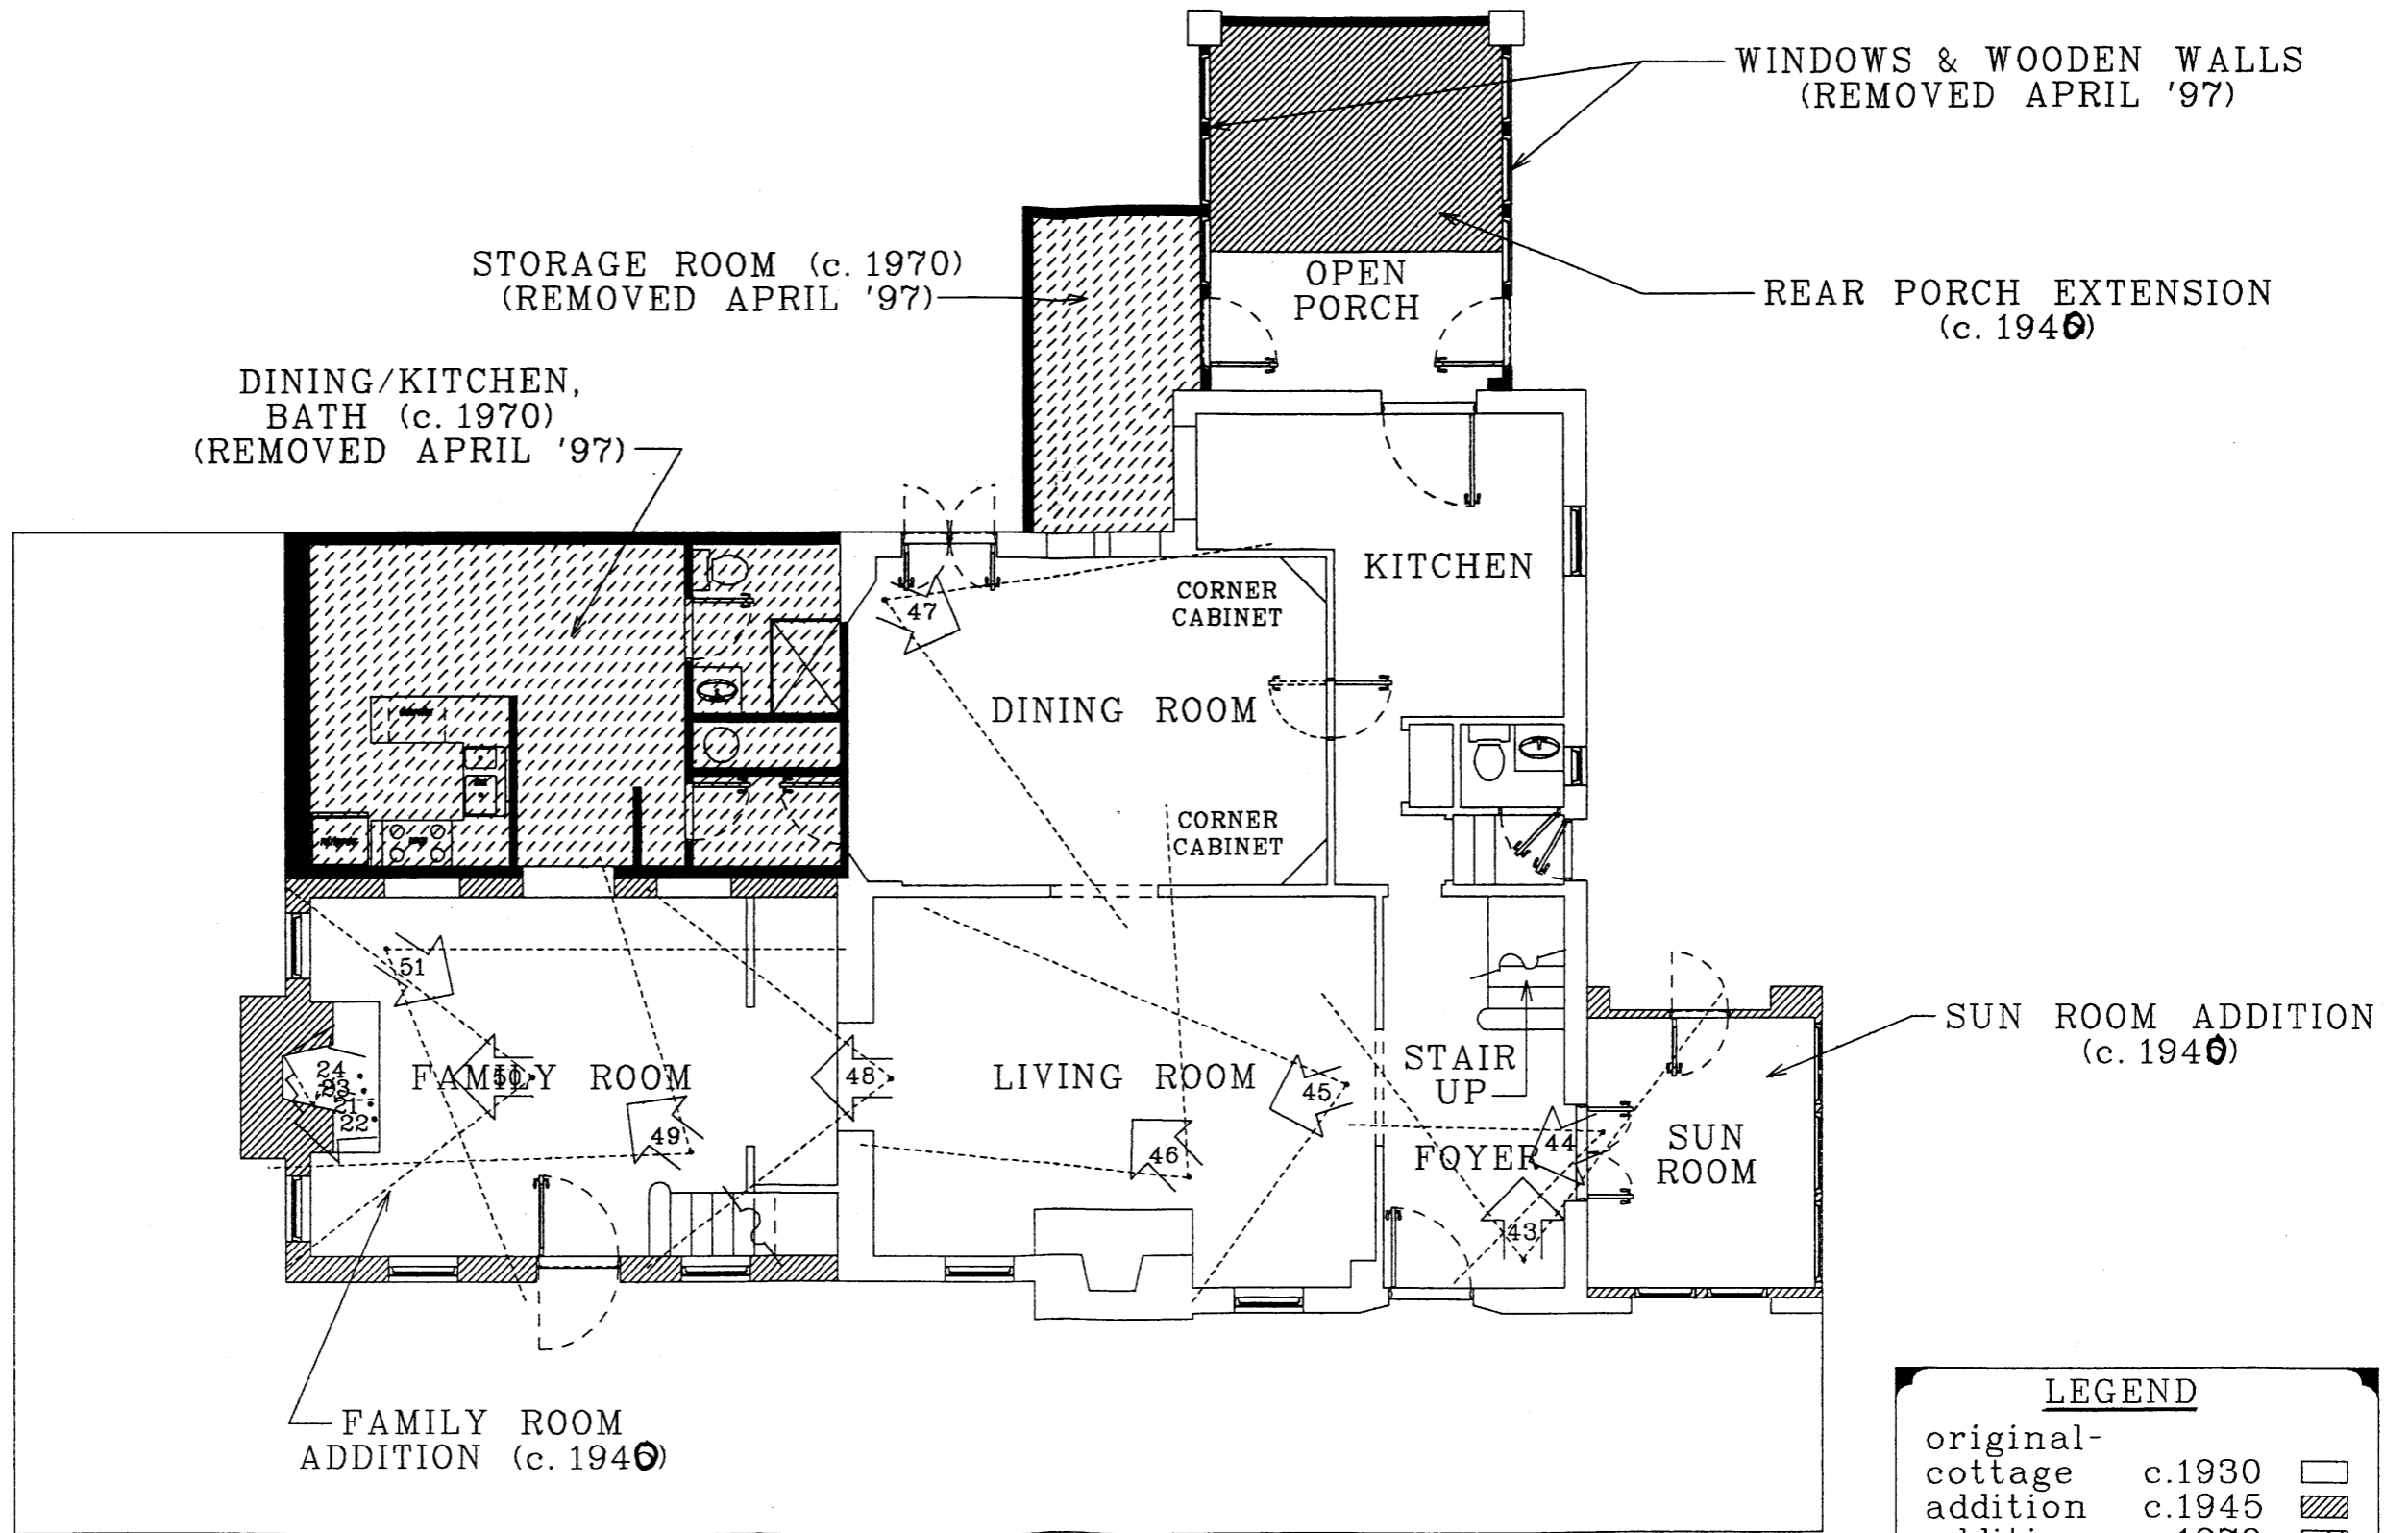 WINDOWS & WOODEN WALLS
(REMOVED APRIL '97)
STORAGE ROOM (c. 1970)
(REMOVED APRIL '97)
OPEN
PORCH
REAR PORCH EXTENSION
(c. 1940)
DINING/KITCHEN,
BATH (c. 1970)
(REMOVED APRIL '97)
KITCHEN
CORNER
CABINET
47
DINING ROOM
CORNER
CABINET
51
SUN ROOM ADDITION
(c. 1940)
24
23
21
22
FAMILY ROOM
50
48
LIVING ROOM
45
STAIR
UP
49
46
FOYER
44
SUN
ROOM
43
FAMILY ROOM
ADDITION (c. 1940)
LEGEND
original-
cottage c.1930
addition c.1945